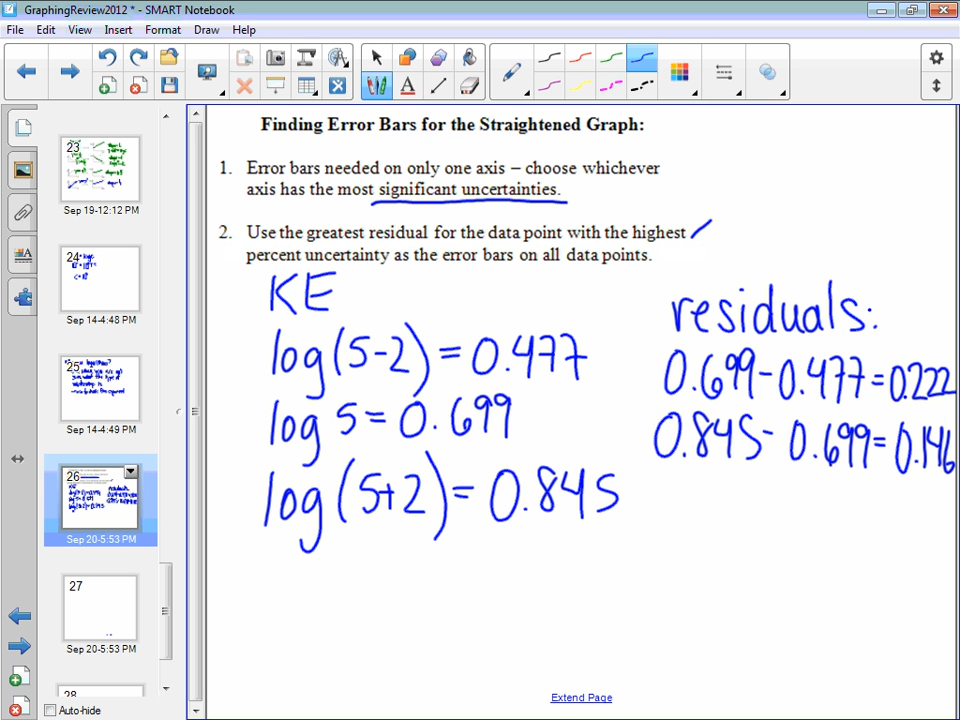 GraphingReview2012 * - SMART Notebook
File Edit View Insert Format Draw Help
23
Sep 19-12:12 PM
24
Sep 14-4:48 PM
25
Sep 14-4:49 PM
26
Sep 20-5:53 PM
27
Sep 20-5:53 PM
28
Auto-hide
Finding Error Bars for the Straightened Graph:
1. Error bars needed on only one axis – choose whichever
axis has the most significant uncertainties.
2. Use the greatest residual for the data point with the highest
percent uncertainty as the error bars on all data points.
KE
log(5-2) = 0.477
log 5 = 0.699
log(5+2) = 0.845
residuals:
0.699-0.477=0.222
0.845-0.699=0.146
Extend Page